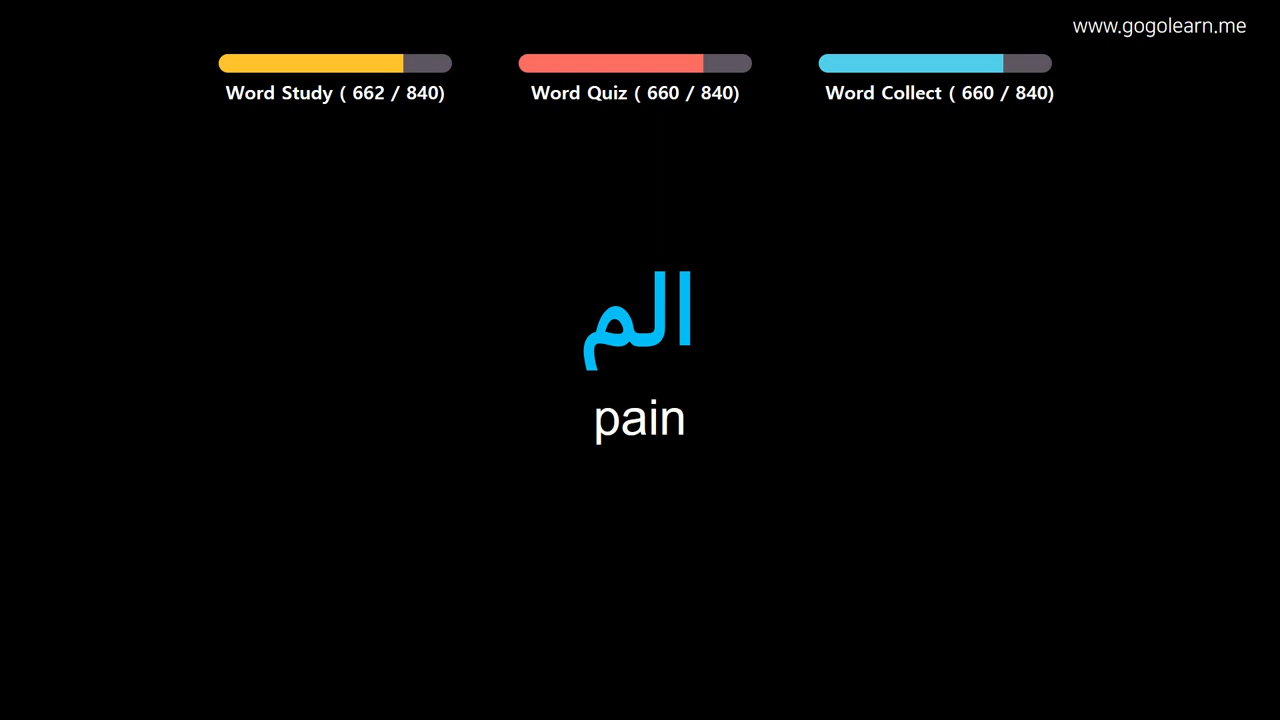 www.gogolearn.me
Word Study ( 662 / 840)
Word Quiz ( 660 / 840)
Word Collect ( 660 / 840)
الم
pain